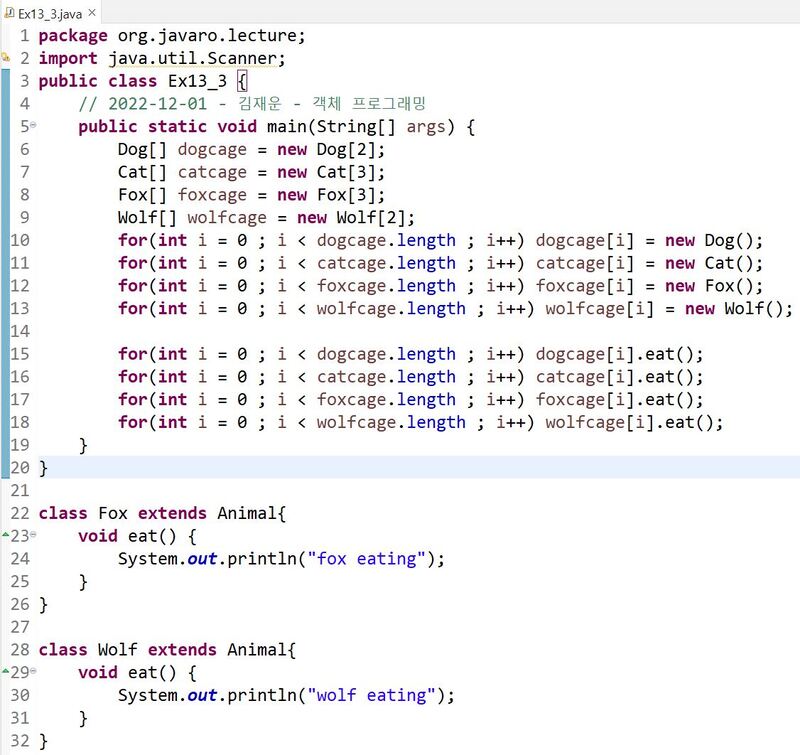 Ex13_3.java
1 package org.javaro.lecture;
2 import java.util.Scanner;
3 public class Ex13_3 {
4     // 2022-12-01 - 김재운 - 객체 프로그래밍
5     public static void main(String[] args) {
6         Dog[] dogcage = new Dog[2];
7         Cat[] catcage = new Cat[3];
8         Fox[] foxcage = new Fox[3];
9         Wolf[] wolfcage = new Wolf[2];
10         for(int i = 0 ; i < dogcage.length ; i++) dogcage[i] = new Dog();
11         for(int i = 0 ; i < catcage.length ; i++) catcage[i] = new Cat();
12         for(int i = 0 ; i < foxcage.length ; i++) foxcage[i] = new Fox();
13         for(int i = 0 ; i < wolfcage.length ; i++) wolfcage[i] = new Wolf();
14
15         for(int i = 0 ; i < dogcage.length ; i++) dogcage[i].eat();
16         for(int i = 0 ; i < catcage.length ; i++) catcage[i].eat();
17         for(int i = 0 ; i < foxcage.length ; i++) foxcage[i].eat();
18         for(int i = 0 ; i < wolfcage.length ; i++) wolfcage[i].eat();
19     }
20 }
21
22 class Fox extends Animal{
23     void eat() {
24         System.out.println("fox eating");
25     }
26 }
27
28 class Wolf extends Animal{
29     void eat() {
30         System.out.println("wolf eating");
31     }
32 }